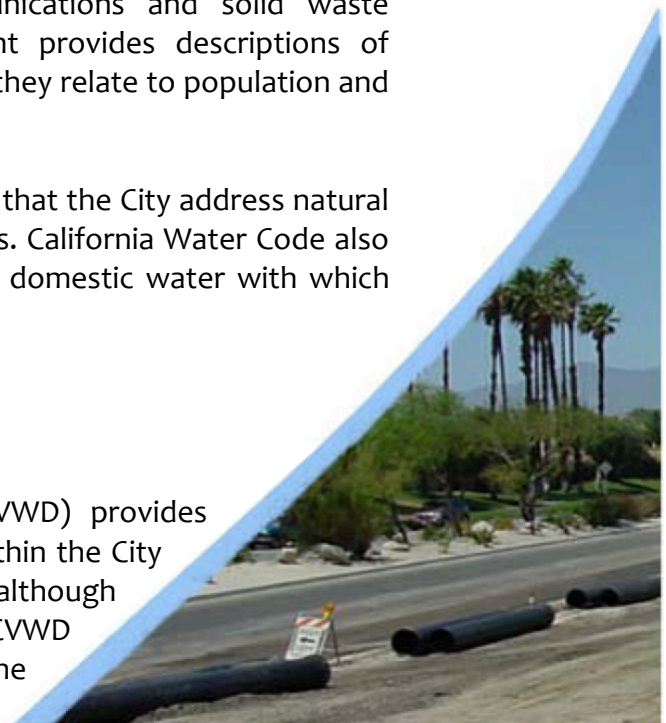 unications and solid waste
nt provides descriptions of
they relate to population and
that the City address natural
s. California Water Code also
domestic water with which
VWD) provides
thin the City
although
CVWD
he